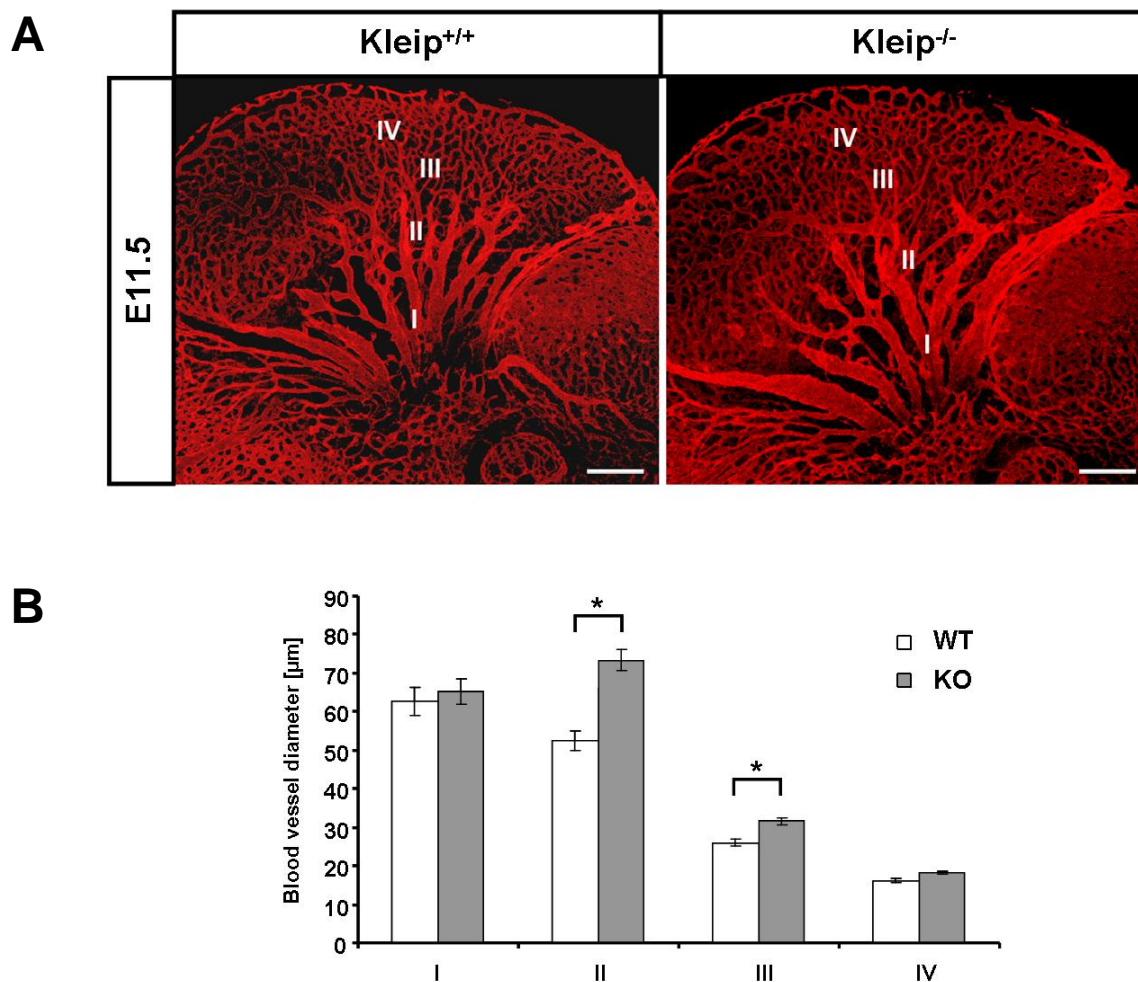 A
Kleip+/+
Kleip-/-
E11.5
IV
III
II
I
IV
III
II
I
B
Blood vessel diameter [µm]
90
80
70
60
50
40
30
20
10
0
*
*
WT
KO
I
II
III
IV